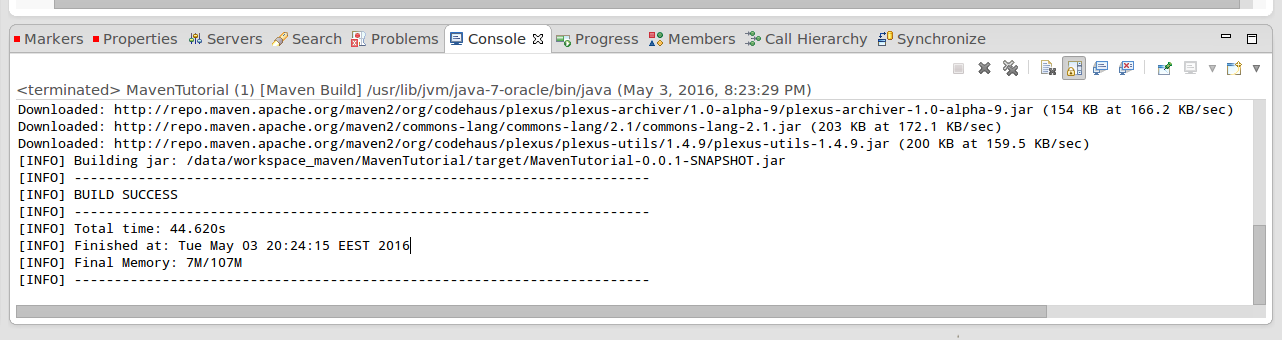 Markers Properties Servers Search Problems Console Progress Members Call Hierarchy Synchronize
<terminated> MavenTutorial (1) [Maven Build] /usr/lib/jvm/java-7-oracle/bin/java (May 3, 2016, 8:23:29 PM)
Downloaded: http://repo.maven.apache.org/maven2/org/codehaus/plexus/plexus-archiver/1.0-alpha-9/plexus-archiver-1.0-alpha-9.jar (154 KB at 166.2 KB/sec)
Downloaded: http://repo.maven.apache.org/maven2/commons-lang/commons-lang/2.1/commons-lang-2.1.jar (203 KB at 172.1 KB/sec)
Downloaded: http://repo.maven.apache.org/maven2/org/codehaus/plexus/plexus-utils/1.4.9/plexus-utils-1.4.9.jar (200 KB at 159.5 KB/sec)
[INFO] Building jar: /data/workspace_maven/MavenTutorial/target/MavenTutorial-0.0.1-SNAPSHOT.jar
[INFO] ------------------------------------------------------------------------
[INFO] BUILD SUCCESS
[INFO] ------------------------------------------------------------------------
[INFO] Total time: 44.620s
[INFO] Finished at: Tue May 03 20:24:15 EEST 2016
[INFO] Final Memory: 7M/107M
[INFO] ------------------------------------------------------------------------